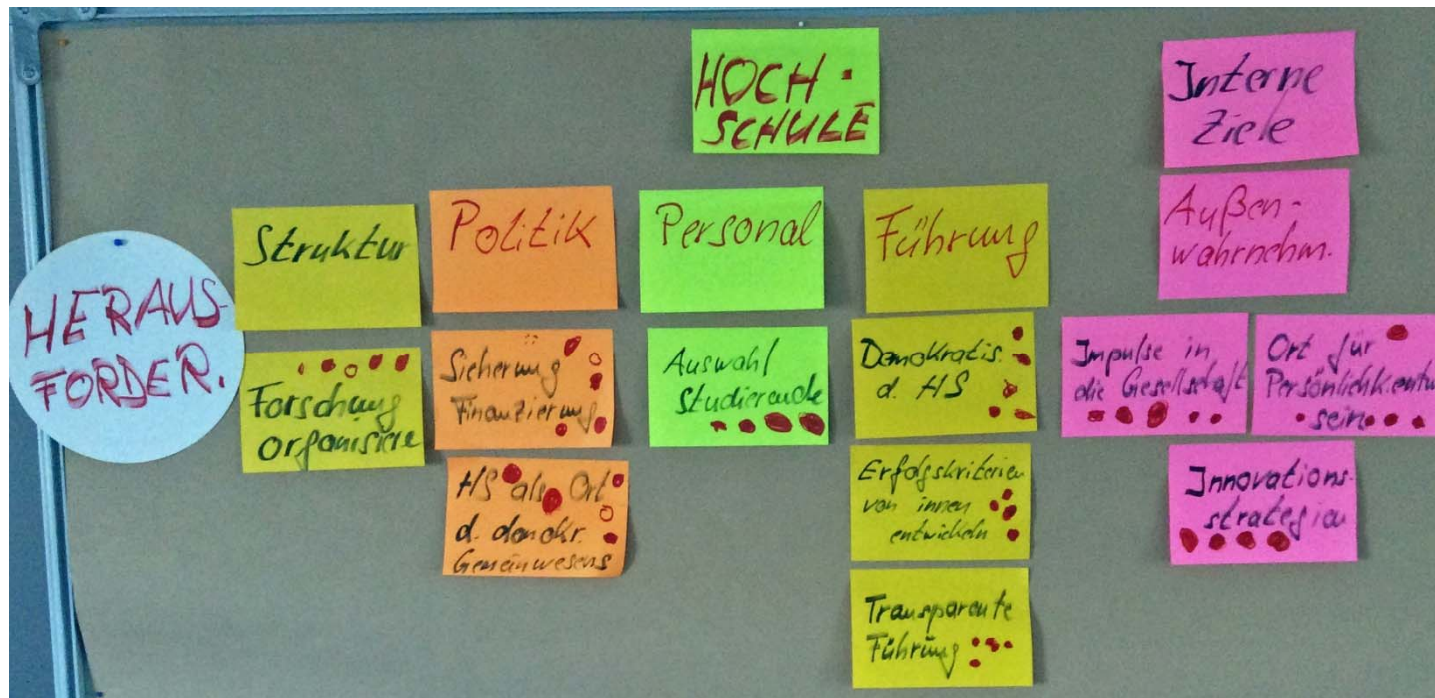 HOCH-
SCHULE
Interne
Ziele
HERAUS-
FORDER.
Struktur
Forschung
organisiere
Politik
Sicherung
Finanzierung
HS als Ort
d. demokr.
Gemeinwesens
Personal
Auswahl
Studierende
Führung
Demokratis.
d. HS
Erfolgskriterien
von innen
entwickeln
Transparente
Führung
Außen-
wahrnehm.
Impulse in
die Gesellschaft
Ort für
Persönlichkentw
sein
Innovations-
strategien